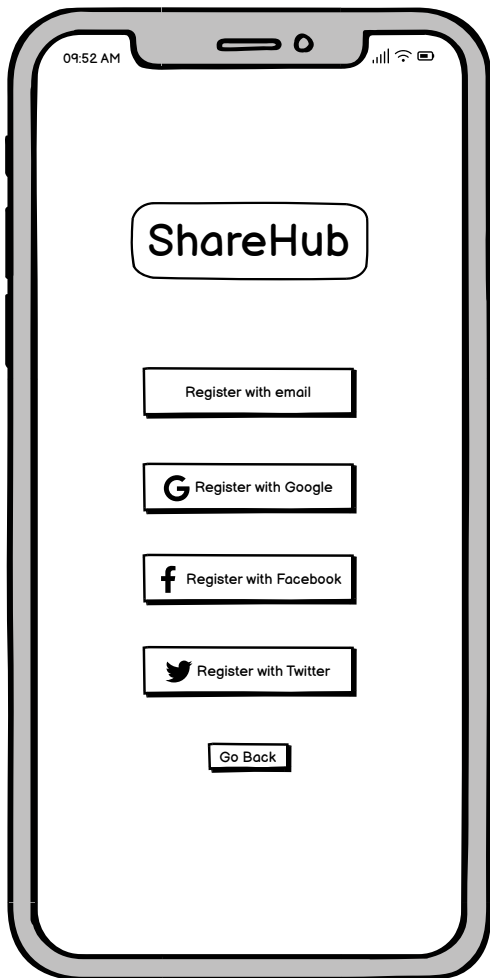 09:52 AM
ShareHub
Register with email
Register with Google
Register with Facebook
Register with Twitter
Go Back